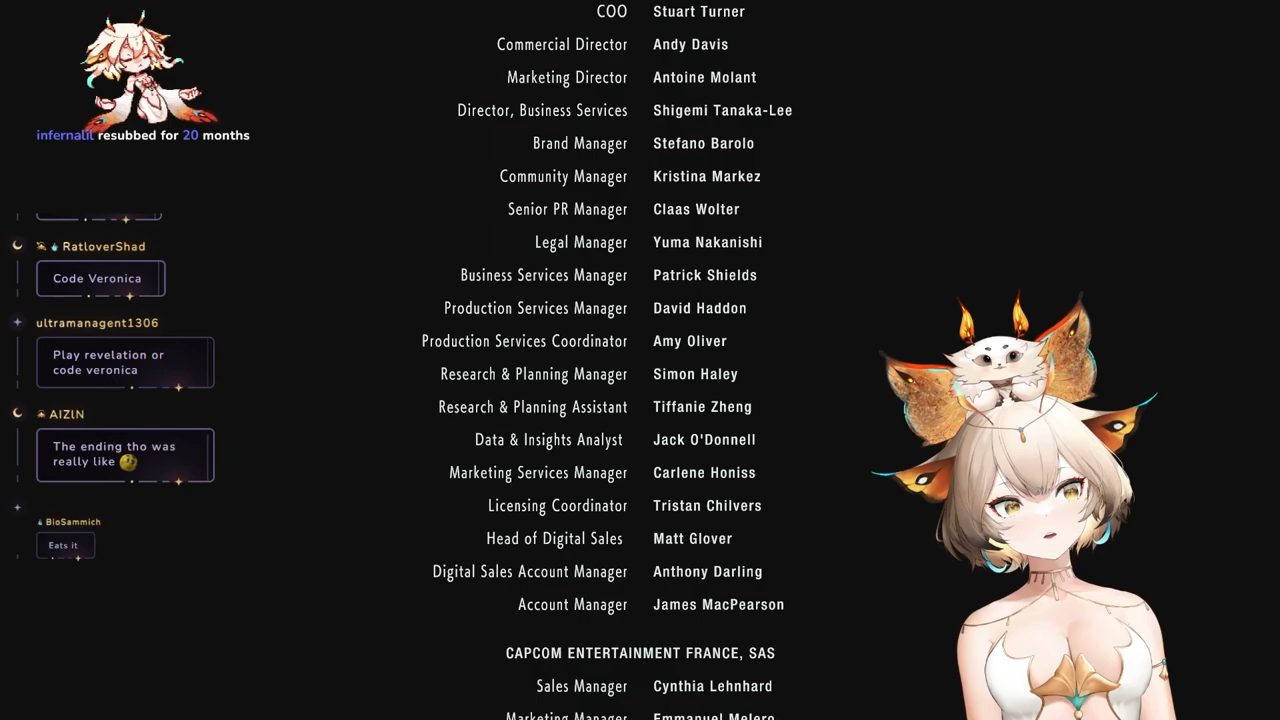 infernalil resubbed for 20 months
RatloverShad
Code Veronica
ultramanagent1306
Play revelation or
code veronica
AIZlN
The ending tho was
really like
BioSammich
Eats it
COO Stuart Turner
Commercial Director Andy Davis
Marketing Director Antoine Molant
Director, Business Services Shigemi Tanaka-Lee
Brand Manager Stefano Barolo
Community Manager Kristina Markez
Senior PR Manager Claas Wolter
Legal Manager Yuma Nakanishi
Business Services Manager Patrick Shields
Production Services Manager David Haddon
Production Services Coordinator Amy Oliver
Research & Planning Manager Simon Haley
Research & Planning Assistant Tiffanie Zheng
Data & Insights Analyst Jack O'Donnell
Marketing Services Manager Carlene Honiss
Licensing Coordinator Tristan Chilvers
Head of Digital Sales Matt Glover
Digital Sales Account Manager Anthony Darling
Account Manager James MacPearson
CAPCOM ENTERTAINMENT FRANCE, SAS
Sales Manager Cynthia Lehnhard
Marketing Manager Emmanuel Melero